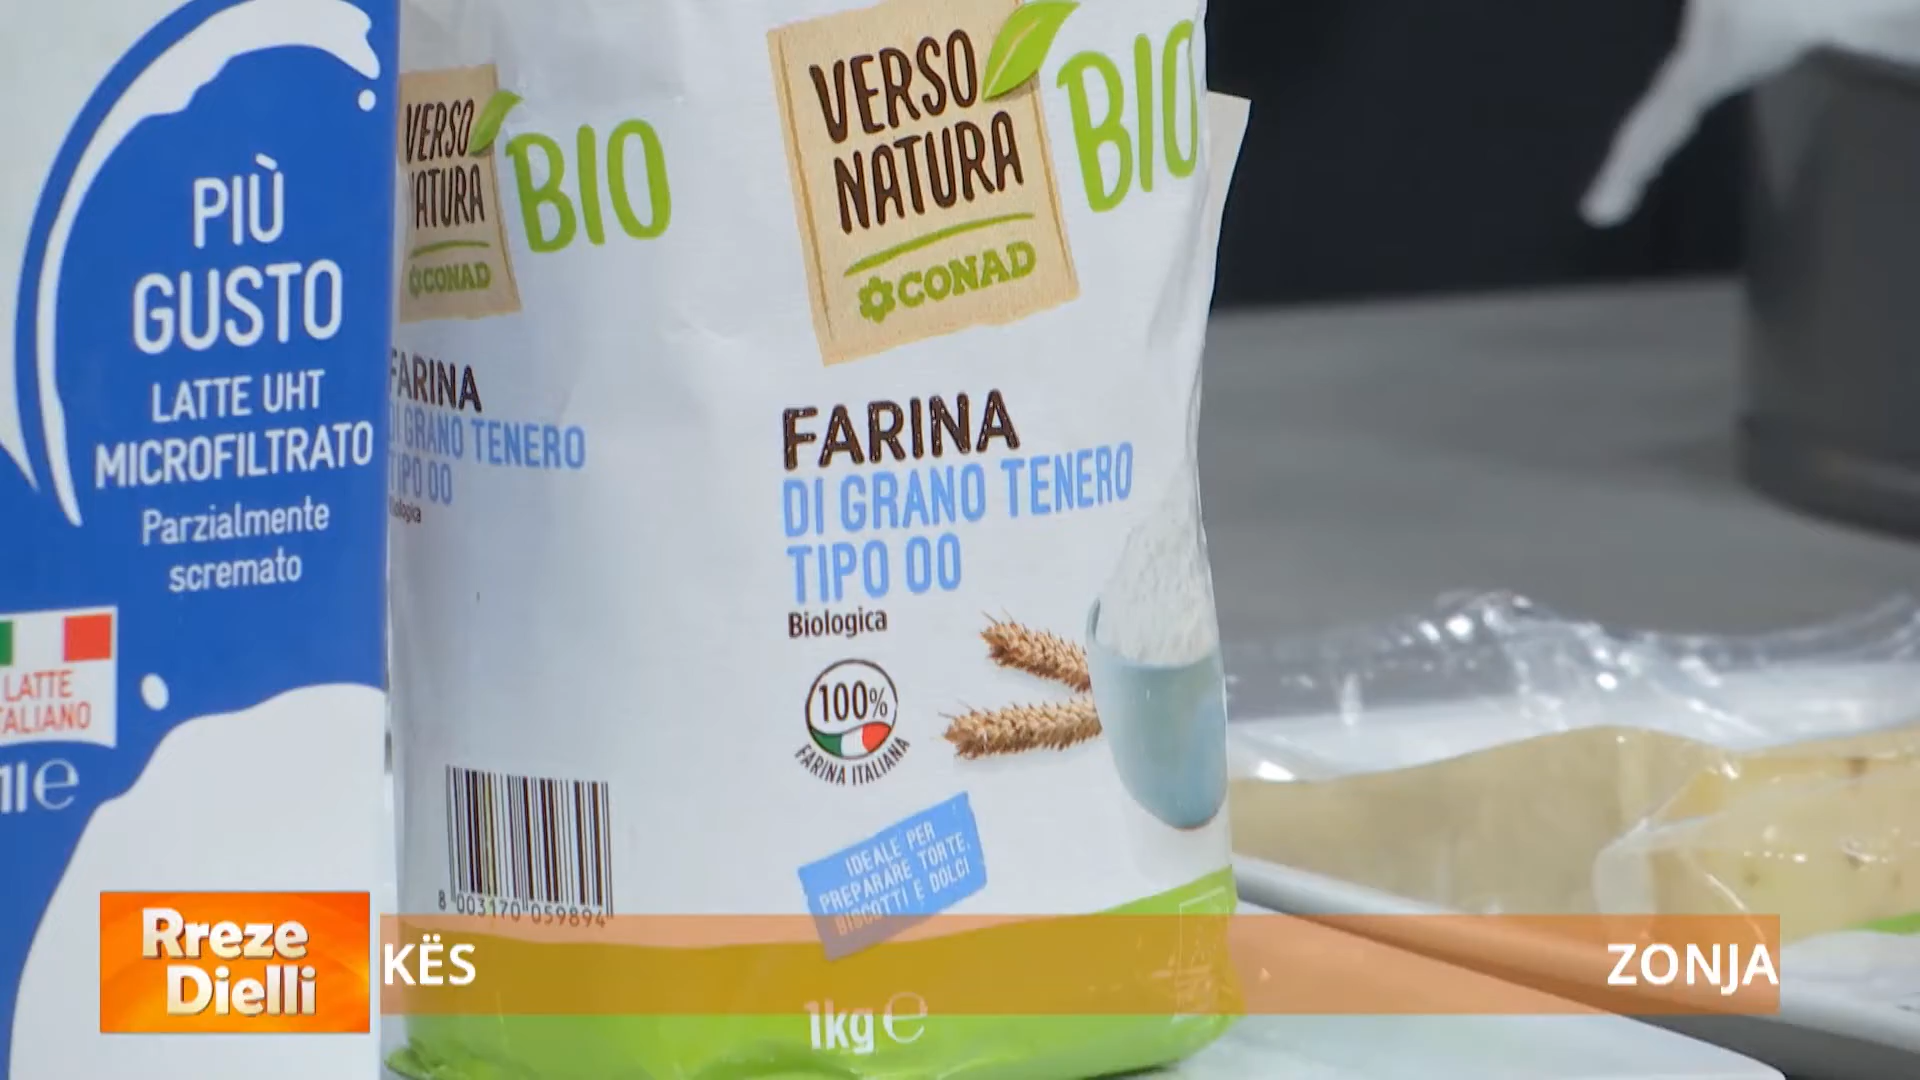 PIÙ
GUSTO
LATTE UHT
MICROFILTRATO
Parzialmente
scremato
LATTE
TALIANO
1l e
VERSO
NATURA
CONAD
BIO
FARINA
DI GRANO TENERO
TIPO 00
8 003170 059894
VERSO
NATURA
CONAD
BIO
FARINA
DI GRANO TENERO
TIPO 00
Biologica
100%
FARINA ITALIANA
IDEALE PER
PREPARARE TORTE,
BISCOTTI E DOLCI
1kg e
Rreze
Dielli
KËS ZONJA